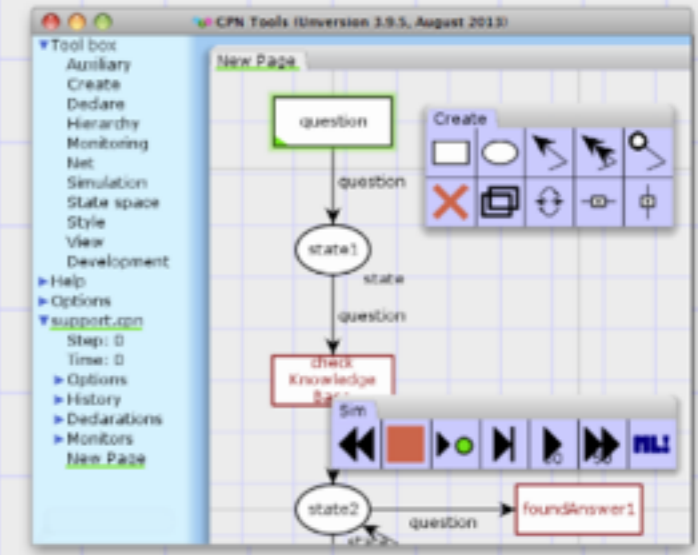 CPN Tools (Unversion 3.9.5, August 2013)
Tool box
Auxiliary
Create
Declare
Hierarchy
Monitoring
Net
Simulation
State space
Style
View
Development
Help
Options
support.cpn
Step: 0
Time: 0
Options
History
Declarations
Monitors
New Page
New Page
question
question
state1
state
question
check
Knowledge
Create
Sim
ML!
state2
question
foundAnswer1